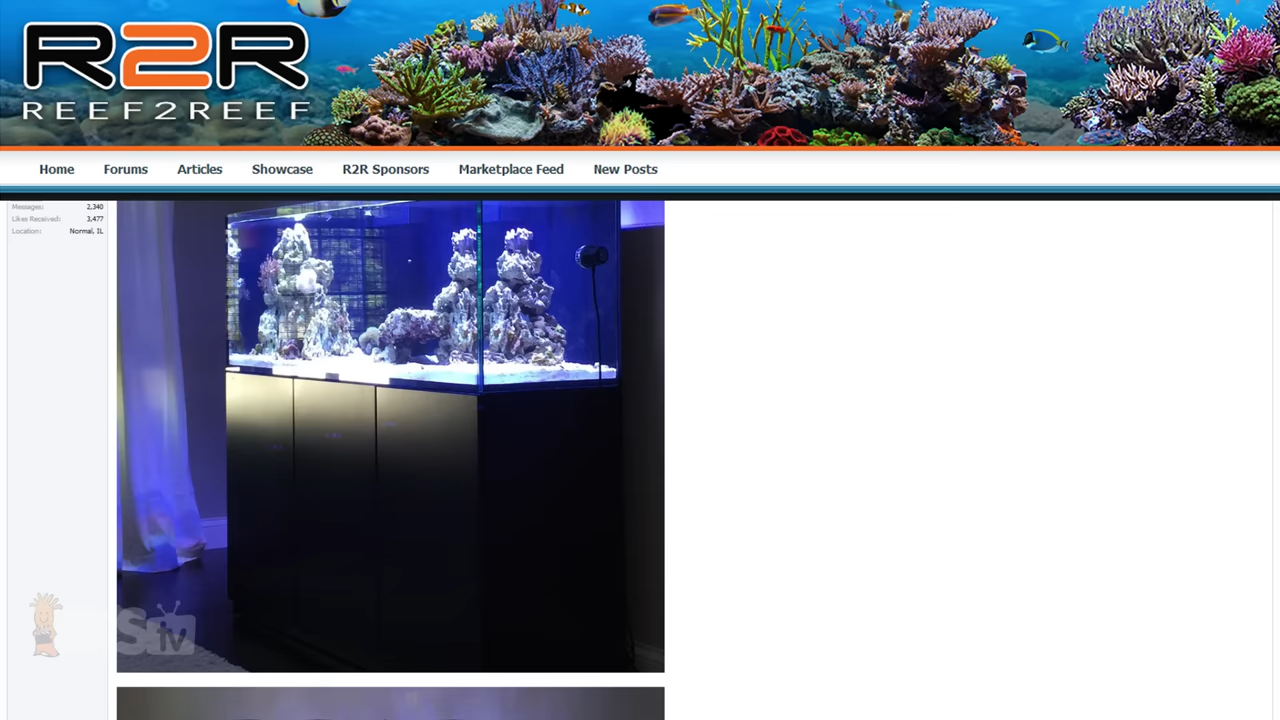 R2R
REEF2REEF
Home Forums Articles Showcase R2R Sponsors Marketplace Feed New Posts
Messages: 2,340
Likes Received: 3,477
Location: Normal, IL
tv